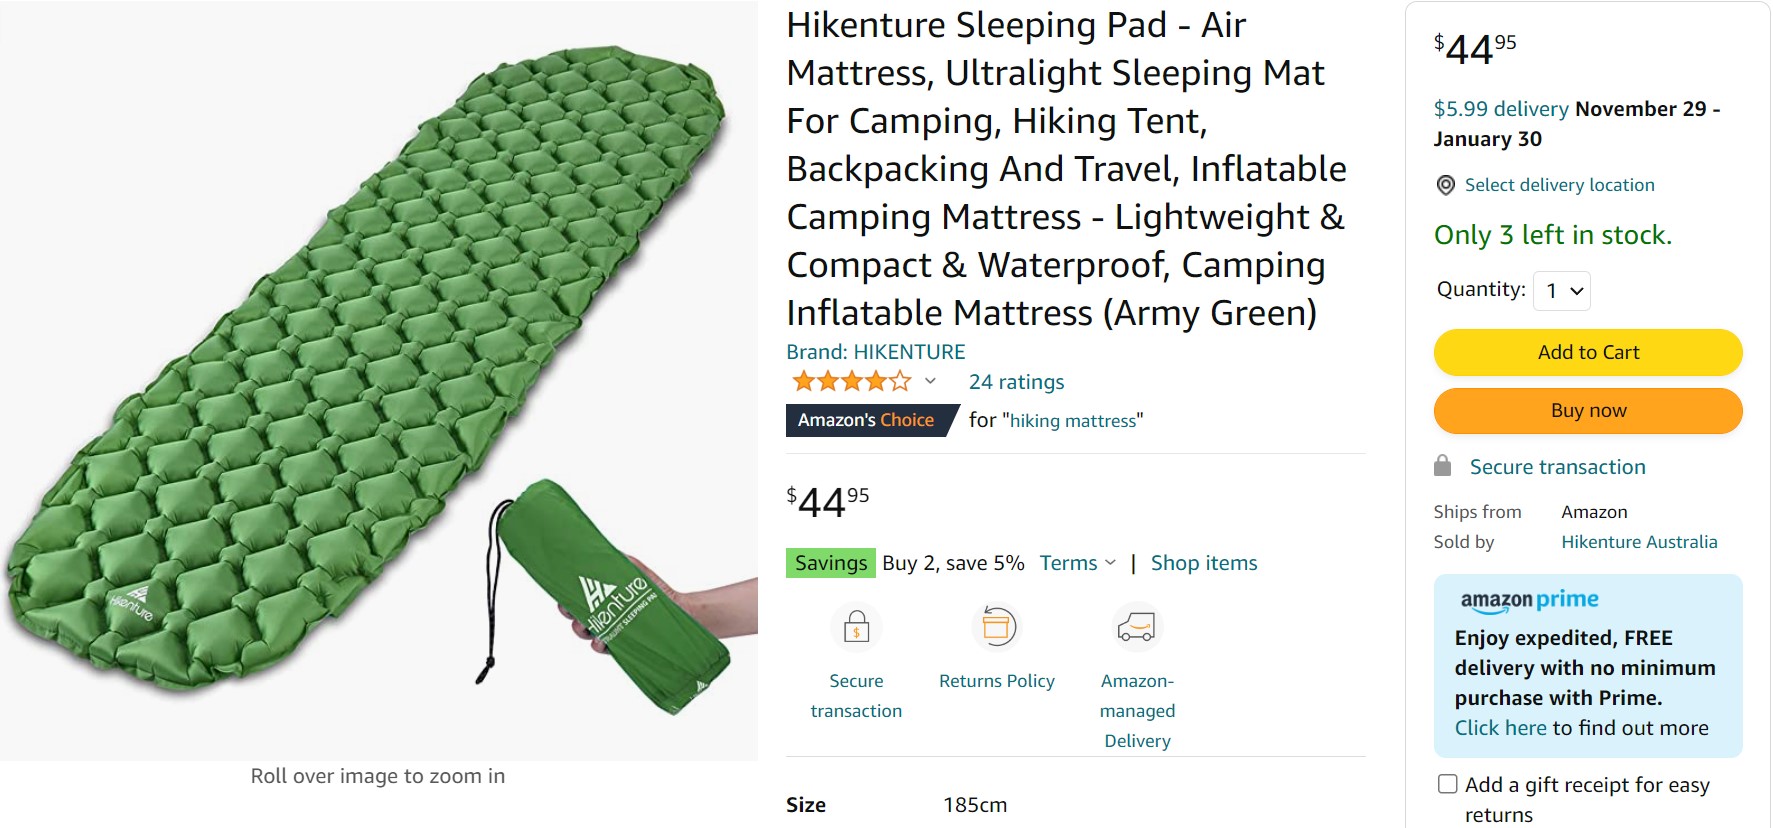 Hikenture Sleeping Pad - Air
Mattress, Ultralight Sleeping Mat
For Camping, Hiking Tent,
Backpacking And Travel, Inflatable
Camping Mattress - Lightweight &
Compact & Waterproof, Camping
Inflatable Mattress (Army Green)
Brand: HIKENTURE
24 ratings
Amazon's Choice for "hiking mattress"
$44 95
Savings Buy 2, save 5% Terms | Shop items
Secure
transaction
Returns Policy
Amazon-
managed
Delivery
Size 185cm
Hikenture
Hikenture
SLEEPING
Roll over image to zoom in
$44 95
$5.99 delivery November 29 -
January 30
Select delivery location
Only 3 left in stock.
Quantity: 1
Add to Cart
Buy now
Secure transaction
Ships from Amazon
Sold by Hikenture Australia
amazon prime
Enjoy expedited, FREE
delivery with no minimum
purchase with Prime.
Click here to find out more
Add a gift receipt for easy
returns